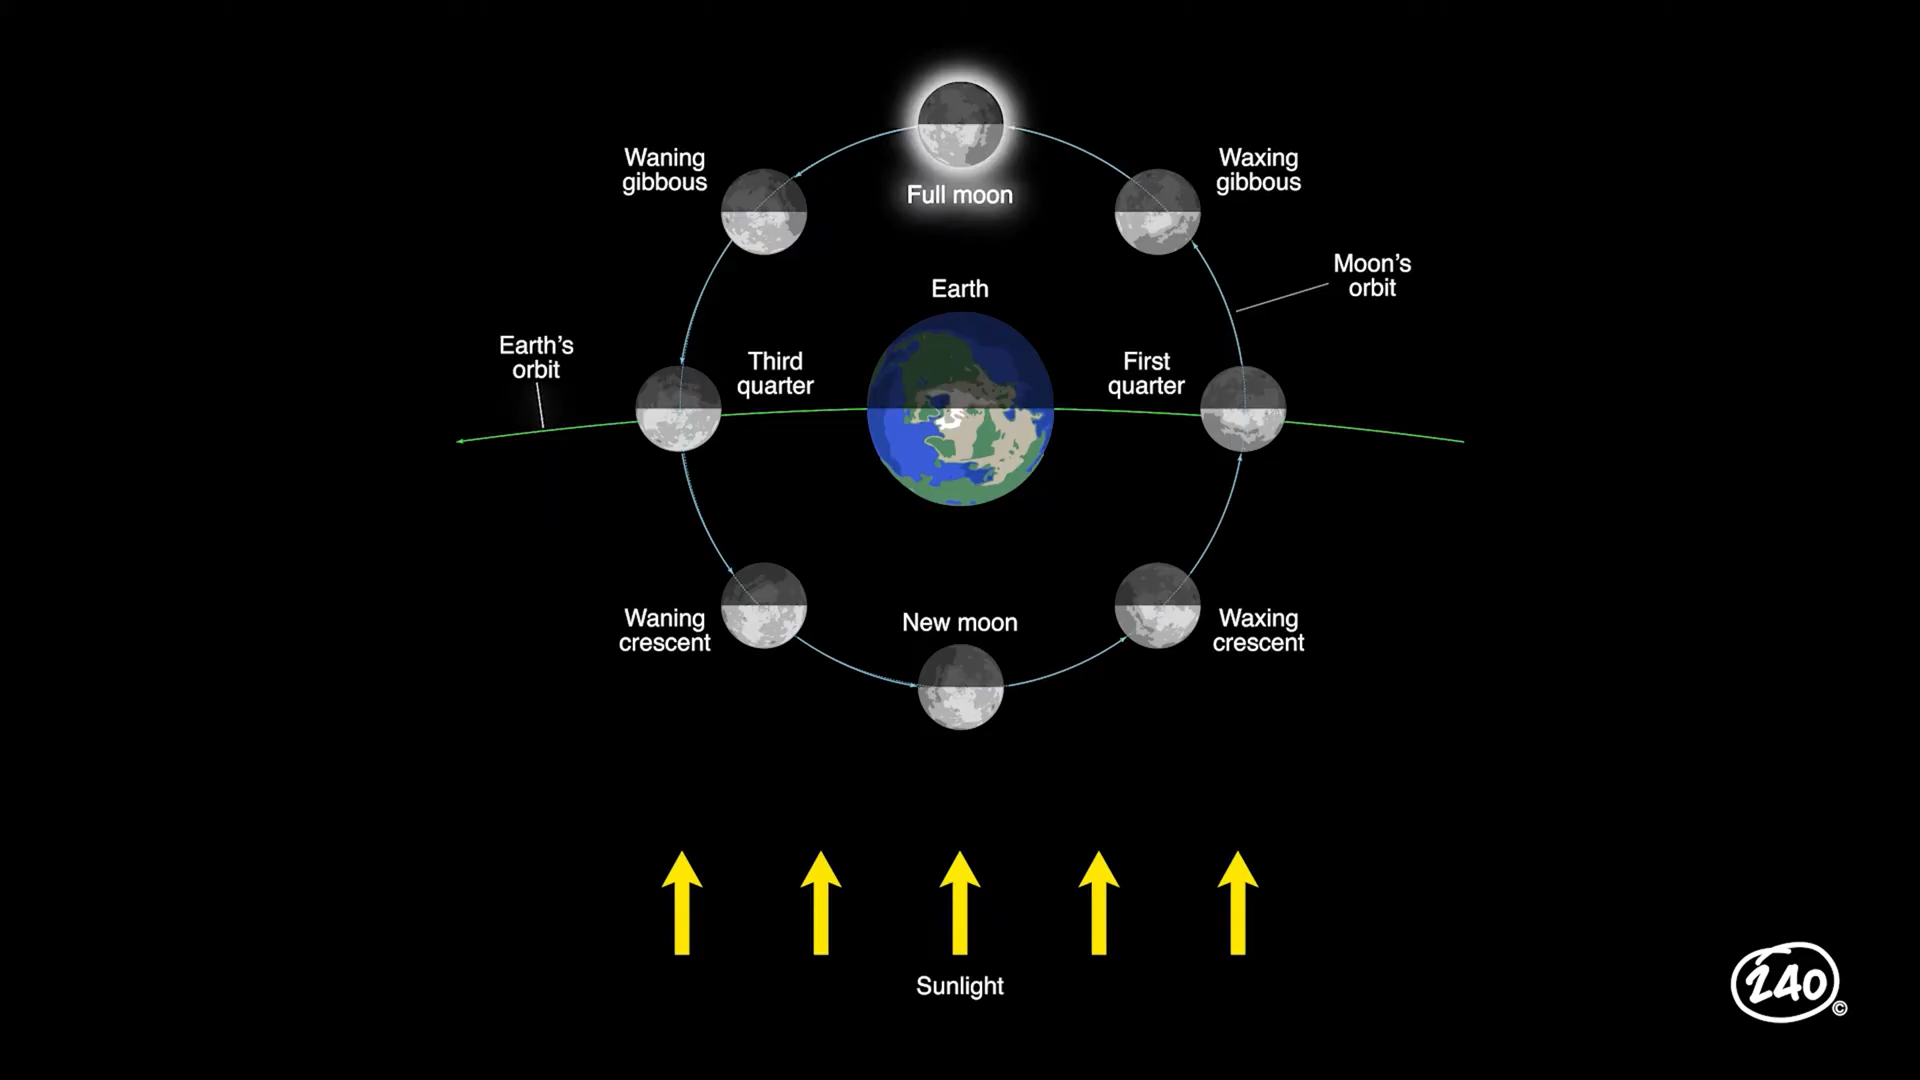 Waning
gibbous
Full moon
Waxing
gibbous
Moon’s
orbit
Earth
Earth’s
orbit
Third
quarter
First
quarter
Waning
crescent
New moon
Waxing
crescent
Sunlight
240
©